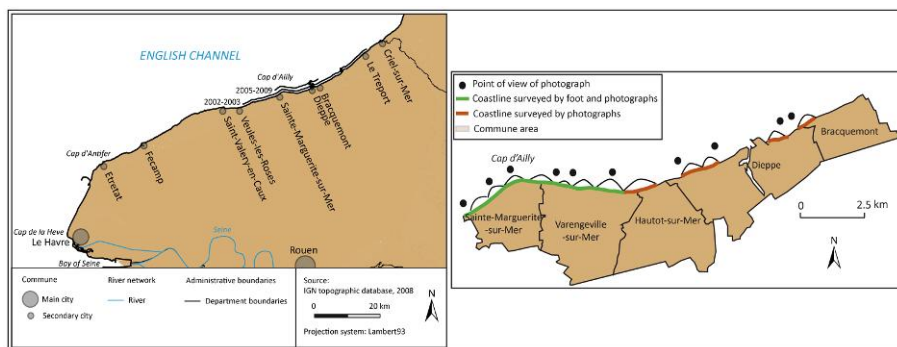 ENGLISH CHANNEL
Cap d'Ailly
2005-2009
2002-2003
Criel-sur-Mer
Le Treport
Bracquemont
Dieppe
Sainte-Marguerite-sur-Mer
Veules-les-Roses
Saint-Valery-en-Caux
Cap d'Antifer
Fecamp
Etretat
Cap de la Heve
Le Havre
Seine
Rouen
Bay of Seine
Commune
Main city
Secondary city
River network
River
Administrative boundaries
Department boundaries
Source:
IGN topographic database, 2008
0 20 km
N
Projection system: Lambert93
Point of view of photograph
Coastline surveyed by foot and photographs
Coastline surveyed by photographs
Commune area
Cap d'Ailly
Bracquemont
Dieppe
Hautot-sur-Mer
Varengeville
-sur-Mer
Sainte-Marguerite
-sur-Mer
0 2.5 km
N